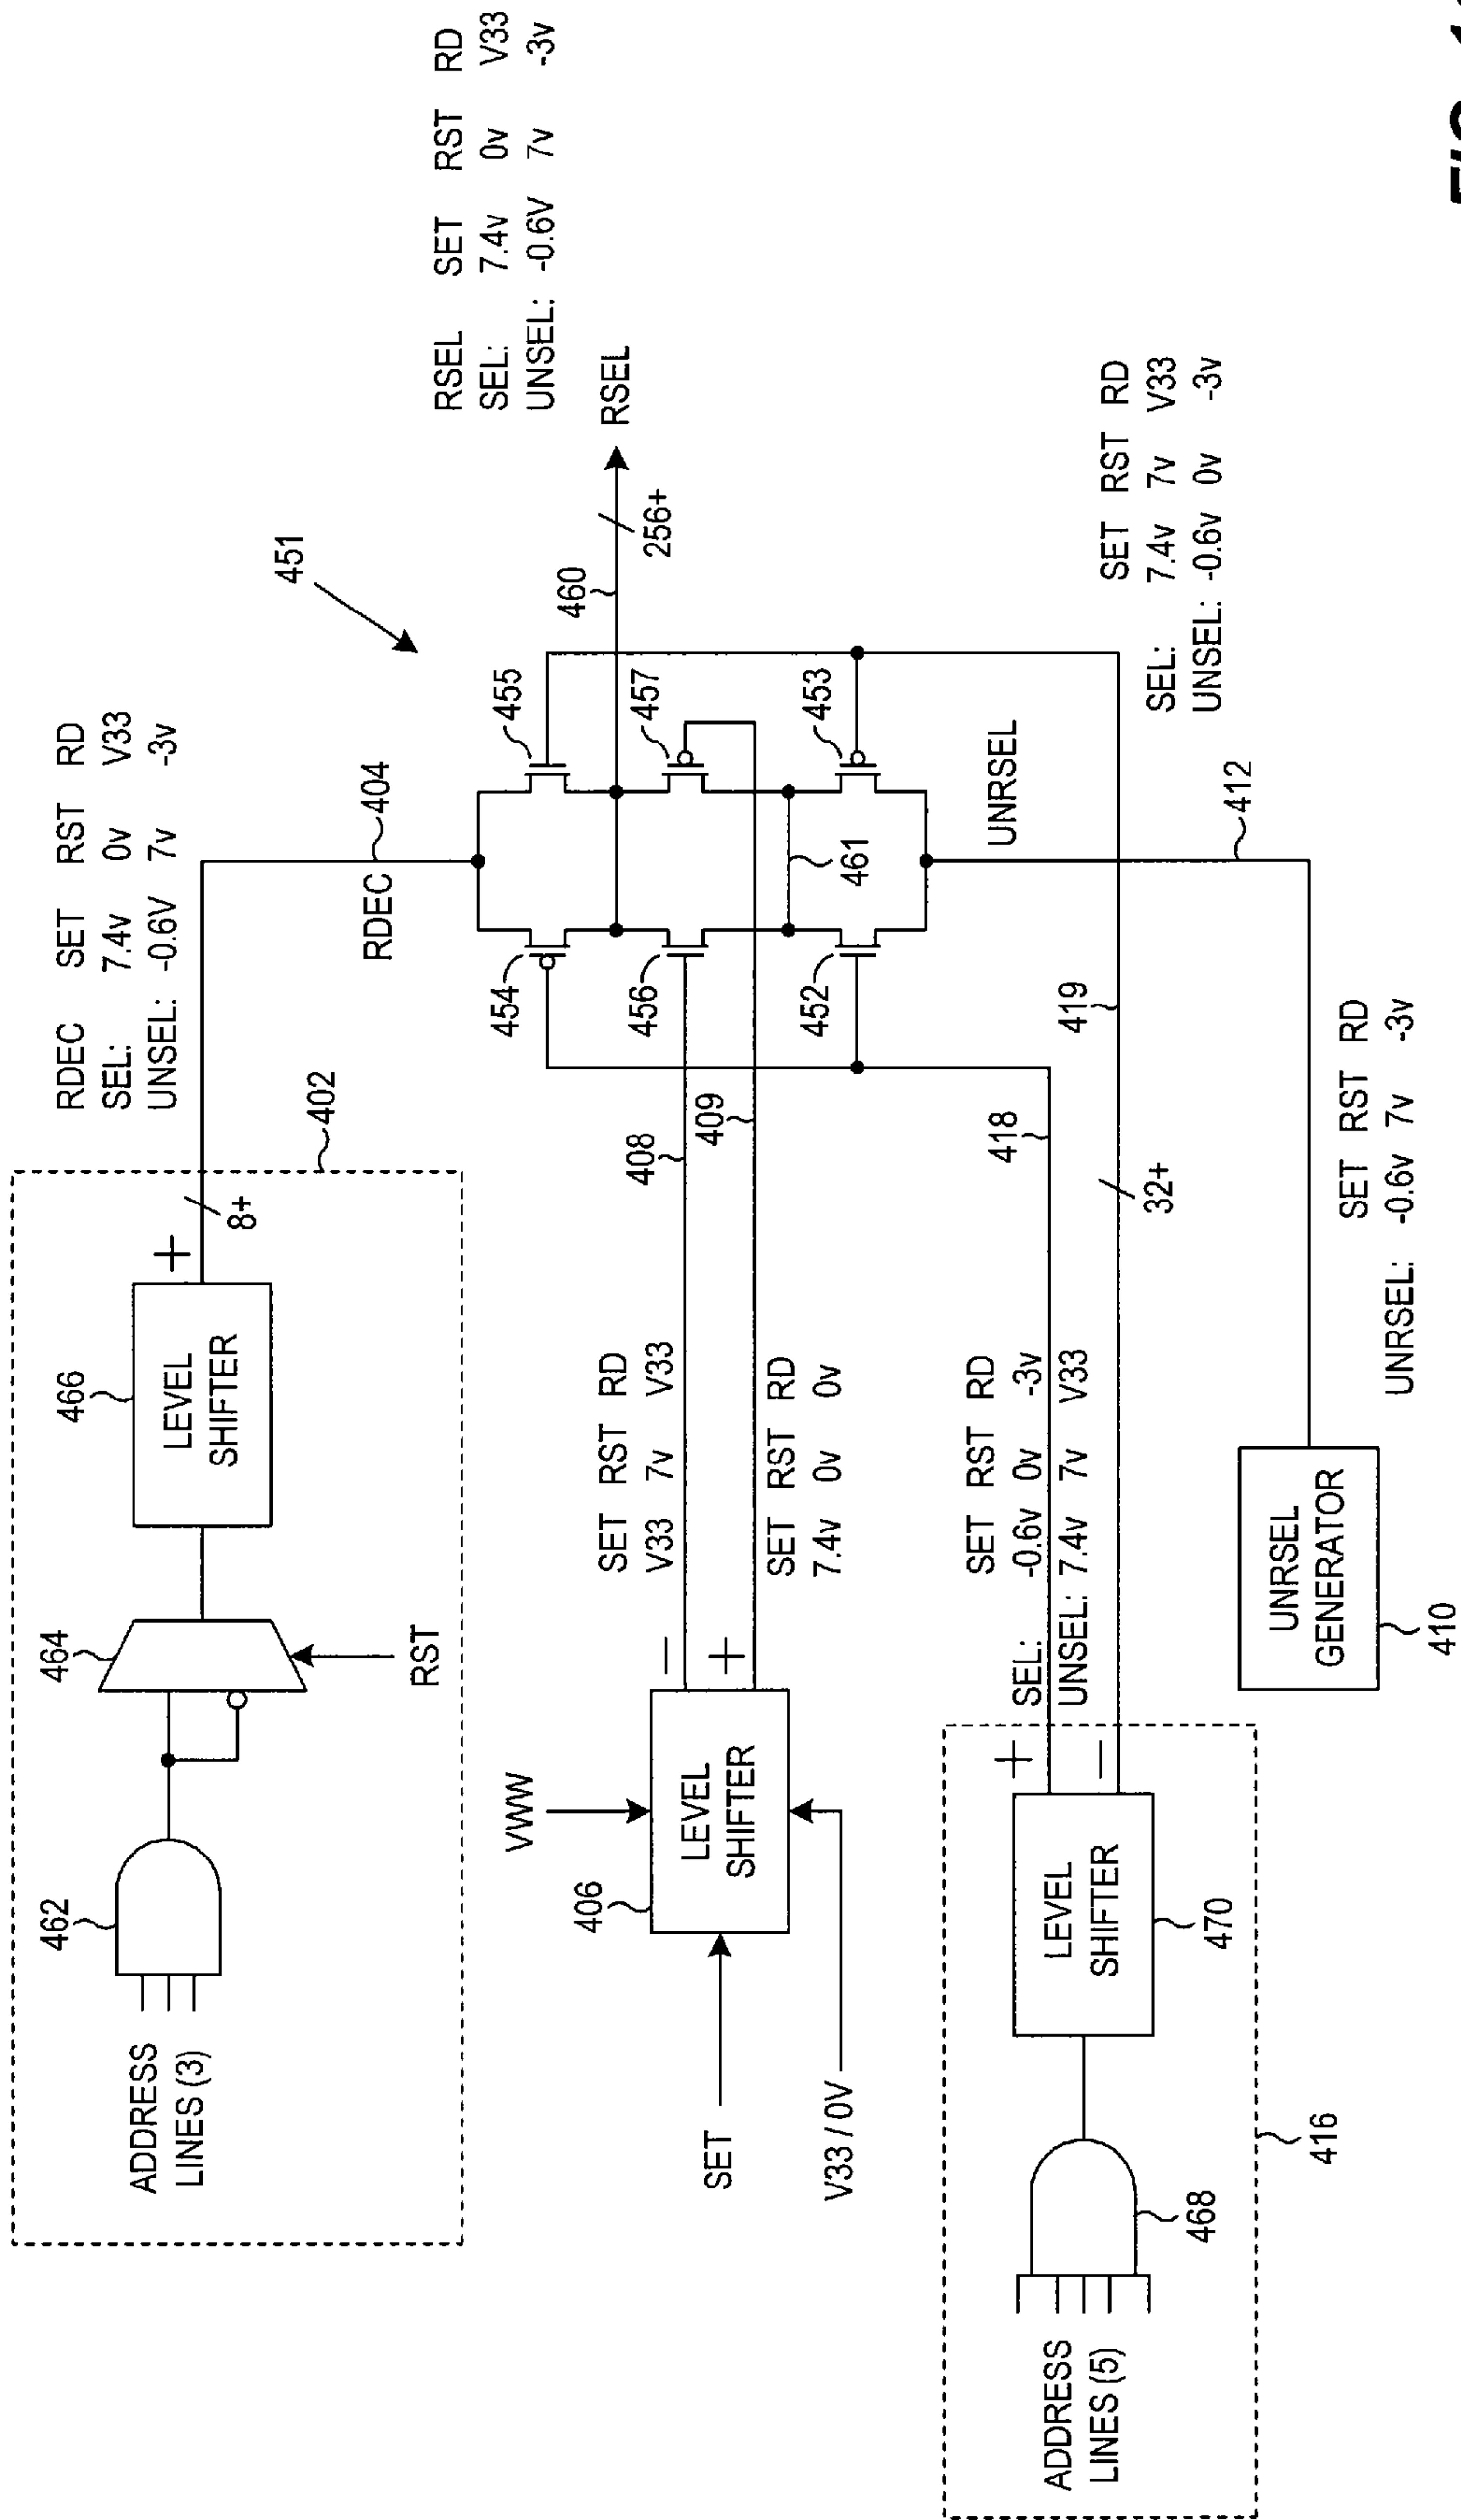 RDEC SET RST RD
SEL: 7.4v 0v V33
UNSEL: -0.6V 7v -3v
402
466
464
462
LEVEL
SHIFTER
+
8+
ADDRESS
LINES (3)
RST
404
RDEC
451
RSEL SET RST RD
SEL: 7.4v 0v V33
UNSEL: -0.6V 7v -3v
RSEL
256+
460
454
455
456
457
452
453
461
UNRSEL
VWW
406
LEVEL
SHIFTER
−
+
SET
V33 / 0V
SET RST RD
V33 7v V33
408
409
SET RST RD
7.4v 0v 0v
SET RST RD
SEL: -0.6v 0v -3v
UNSEL: 7.4v 7v V33
418
419
32+
+
−
LEVEL
SHIFTER
470
468
416
ADDRESS
LINES (5)
SET RST RD
SEL: 7.4v 7v V33
UNSEL: -0.6v 0v -3v
412
UNRSEL
GENERATOR
410
SET RST RD
UNRSEL: -0.6v 7v -3v